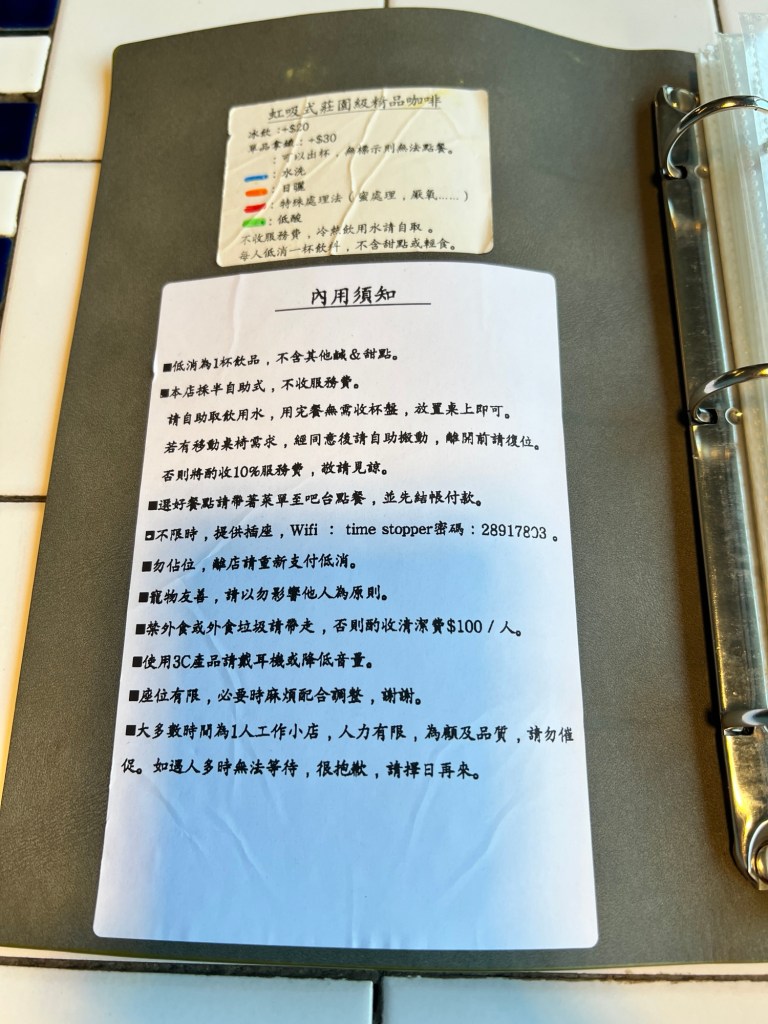 虹吸式莊園級精品咖啡
冰飲：+$20
單品拿鐵：+$30
：可以出杯，無標示則無法點餐。
：水洗
：日曬
：特殊處理法（蜜處理，厭氧......）
：低酸
不收服務費，冷熱飲用水請自取。
每人低消一杯飲料，不含甜點或輕食。
內用須知
■低消為1杯飲品，不含其他鹹&甜點。
■本店採半自助式，不收服務費。
請自助取飲用水，用完餐無需收杯盤，放置桌上即可。
若有移動桌椅需求，經同意後請自助搬動，離開前請復位。
否則將酌收10%服務費，敬請見諒。
■選好餐點請帶著菜單至吧台點餐，並先結帳付款。
◘不限時，提供插座，Wifi ： time stopper密碼：28917803 。
■勿佔位，離店請重新支付低消。
■寵物友善，請以勿影響他人為原則。
■禁外食或外食垃圾請帶走，否則酌收清潔費$100 / 人。
■使用3C產品請戴耳機或降低音量。
■座位有限，必要時麻煩配合調整，謝謝。
■大多數時間為1人工作小店，人力有限，為顧及品質，請勿催
促。如遇人多時無法等待，很抱歉，請擇日再來。